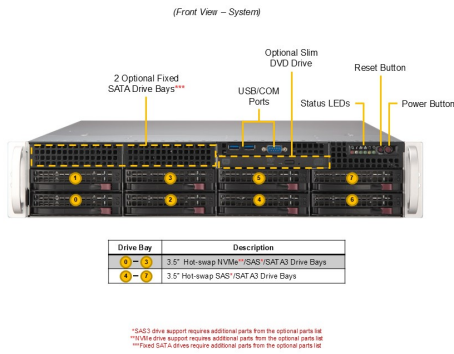 (Front View – System)
Optional Slim
DVD Drive
Reset Button
2 Optional Fixed
SATA Drive Bays***
USB/COM
Ports
Status LEDs
Power Button
1 3 5 7
0 2 4 6
Drive Bay Description
0 – 3 3.5" Hot-swap NVMe**/SAS*/SATA3 Drive Bays
4 – 7 3.5" Hot-swap SAS*/SATA3 Drive Bays
*SAS3 drive support requires additional parts from the optional parts list
**NVMe drive support requires additional parts from the optional parts list
***Fixed SATA drives require additional parts from the optional parts list